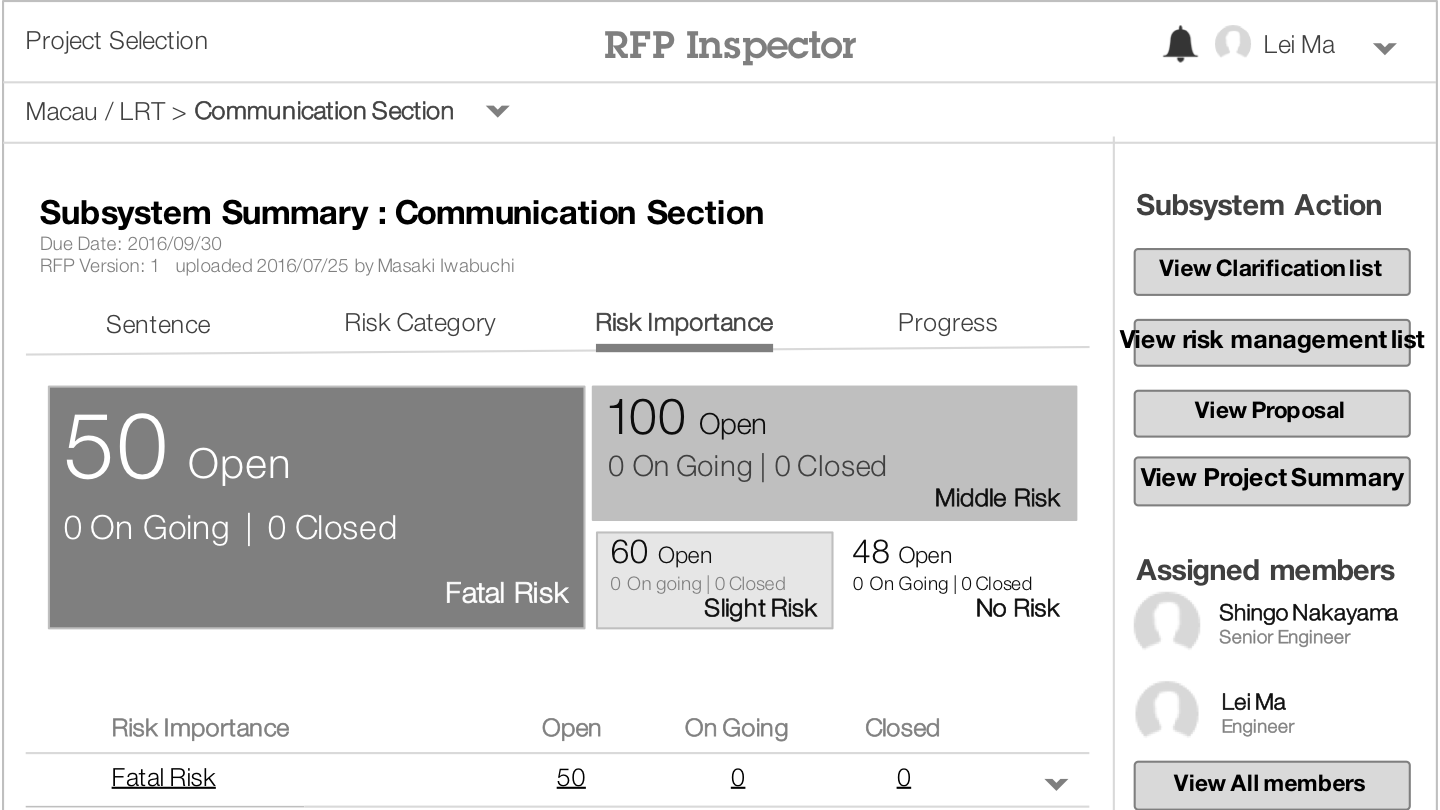 Project Selection
RFP Inspector
Lei Ma
Macau / LRT > Communication Section
Subsystem Summary : Communication Section
Due Date: 2016/09/30
RFP Version: 1 uploaded 2016/07/25 by Masaki Iwabuchi
Sentence
Risk Category
Risk Importance
Progress
50 Open
0 On Going | 0 Closed
Fatal Risk
100 Open
0 On Going | 0 Closed
Middle Risk
60 Open
0 On going | 0 Closed
Slight Risk
48 Open
0 On Going | 0 Closed
No Risk
Risk Importance Open On Going Closed
Fatal Risk 50 0 0
Subsystem Action
View Clarification list
View risk management list
View Proposal
View Project Summary
Assigned members
Shingo Nakayama
Senior Engineer
Lei Ma
Engineer
View All members